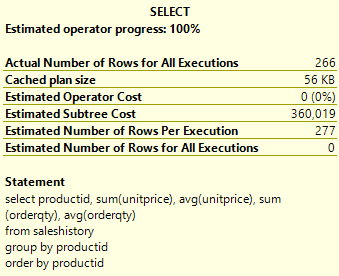 SELECT
Estimated operator progress: 100%
Actual Number of Rows for All Executions 266
Cached plan size 56 KB
Estimated Operator Cost 0 (0%)
Estimated Subtree Cost 360,019
Estimated Number of Rows Per Execution 277
Estimated Number of Rows for All Executions 0
Statement
select productid, sum(unitprice), avg(unitprice), sum
(orderqty), avg(orderqty)
from saleshistory
group by productid
order by productid